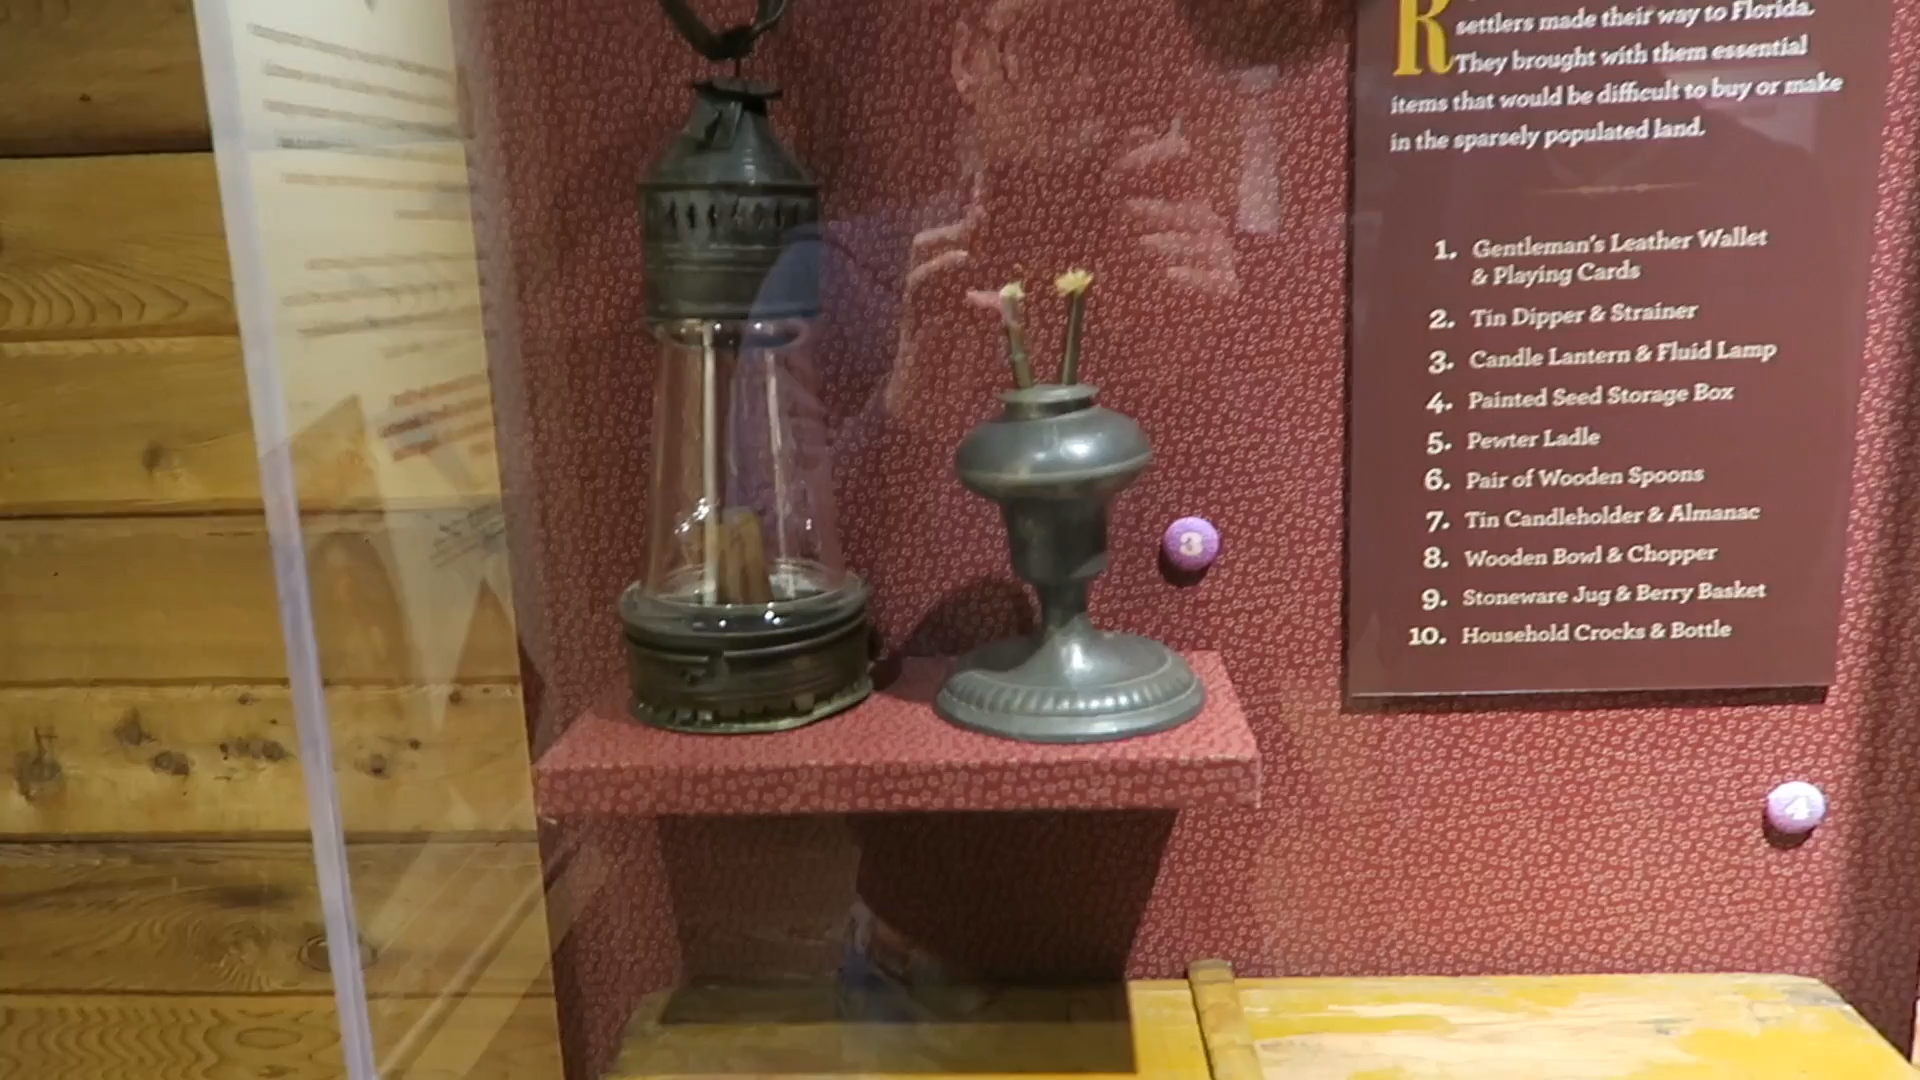 R settlers made their way to Florida.
They brought with them essential
items that would be difficult to buy or make
in the sparsely populated land.
1. Gentleman's Leather Wallet
& Playing Cards
2. Tin Dipper & Strainer
3. Candle Lantern & Fluid Lamp
4. Painted Seed Storage Box
5. Pewter Ladle
6. Pair of Wooden Spoons
7. Tin Candleholder & Almanac
8. Wooden Bowl & Chopper
9. Stoneware Jug & Berry Basket
10. Household Crocks & Bottle
3
4